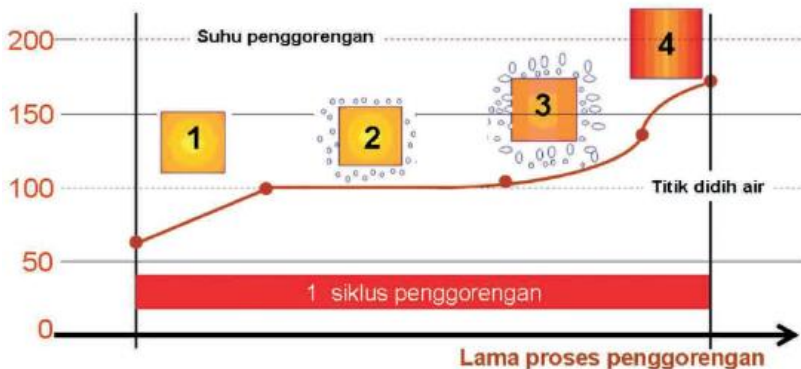 200
Suhu penggorengan
4
150
1
2
3
100
Titik didih air
50
1 siklus penggorengan
0
Lama proses penggorengan